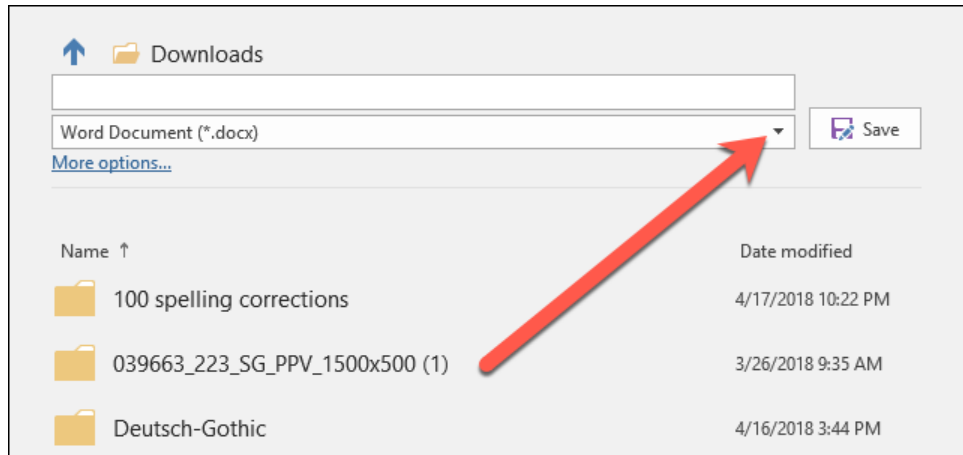 Downloads
Word Document (*.docx)
Save
More options...
Name ↑ Date modified
100 spelling corrections 4/17/2018 10:22 PM
039663_223_SG_PPV_1500x500 (1) 3/26/2018 9:35 AM
Deutsch-Gothic 4/16/2018 3:44 PM